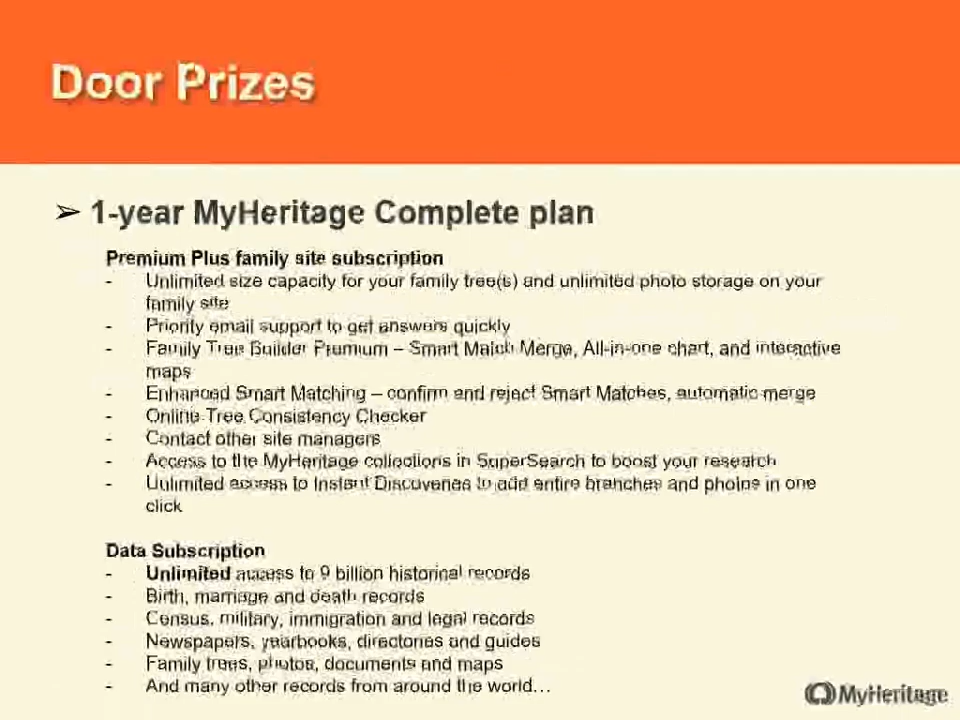 Door Prizes
➢ 1-year MyHeritage Complete plan
Premium Plus family site subscription
- Unlimited size capacity for your family tree(s) and unlimited photo storage on your
family site
- Priority email support to get answers quickly
- Family Tree Builder Premium – Smart Match Merge, All-in-one chart, and interactive
maps
- Enhanced Smart Matching – confirm and reject Smart Matches, automatic merge
- Online Tree Consistency Checker
- Contact other site managers
- Access to the MyHeritage collections in SuperSearch to boost your research
- Unlimited access to Instant Discoveries to add entire branches and photos in one
click
Data Subscription
- Unlimited access to 9 billion historical records
- Birth, marriage and death records
- Census, military, immigration and legal records
- Newspapers, yearbooks, directories and guides
- Family trees, photos, documents and maps
- And many other records from around the world…
MyHeritage